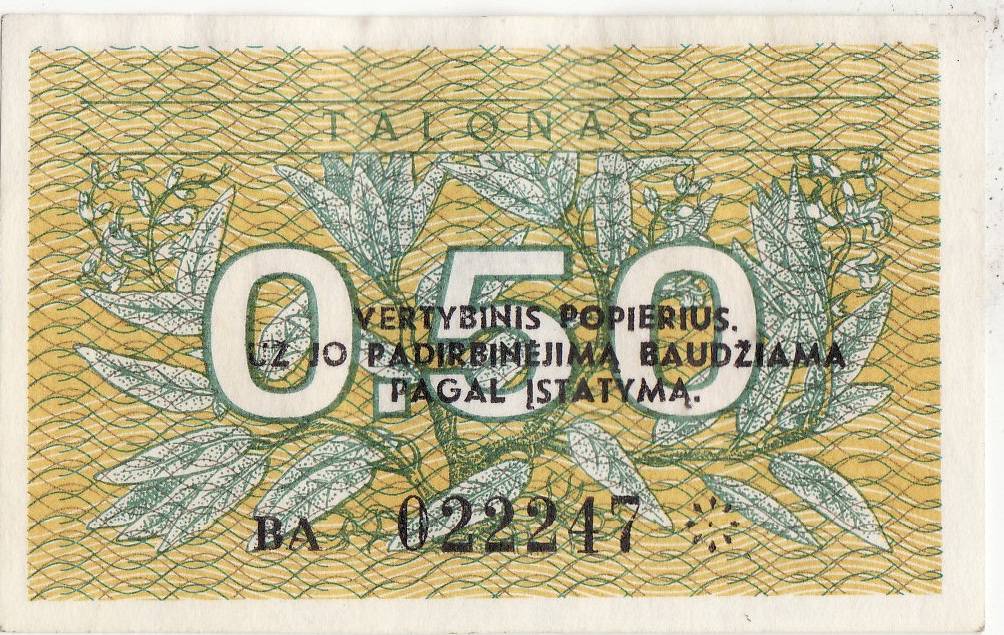 TALONAS
0.50
VERTYBINIS POPIERIUS.
UŽ JO PADIRBINĖJIMĄ BAUDŽIAMA
PAGAL ĮSTATYMĄ.
BA 022247